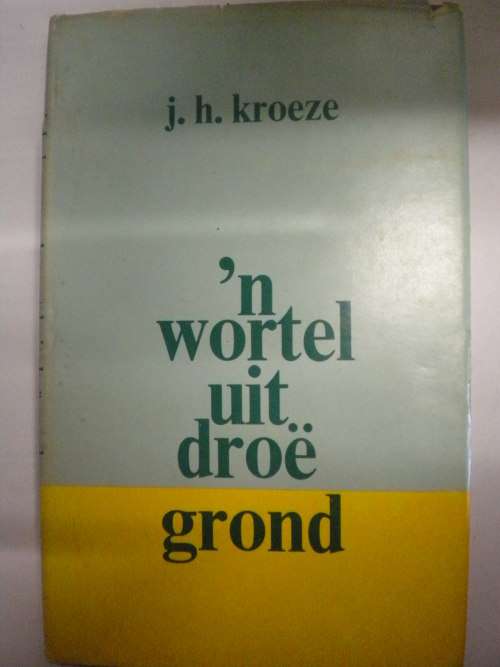 j. h. kroeze
’n
wortel
uit
droë
grond